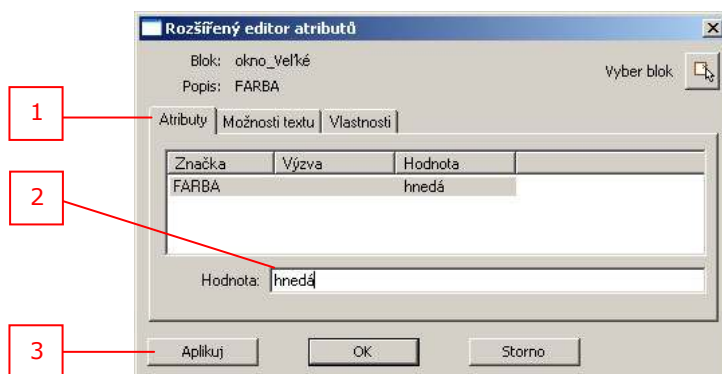 Rozšířený editor atributů
Blok: okno_Veľké
Vyber blok
Popis: FARBA
1
Atributy Možnosti textu Vlastnosti
Značka Výzva Hodnota
FARBA hnedá
2
Hodnota: hnedá
3
Aplikuj OK Storno